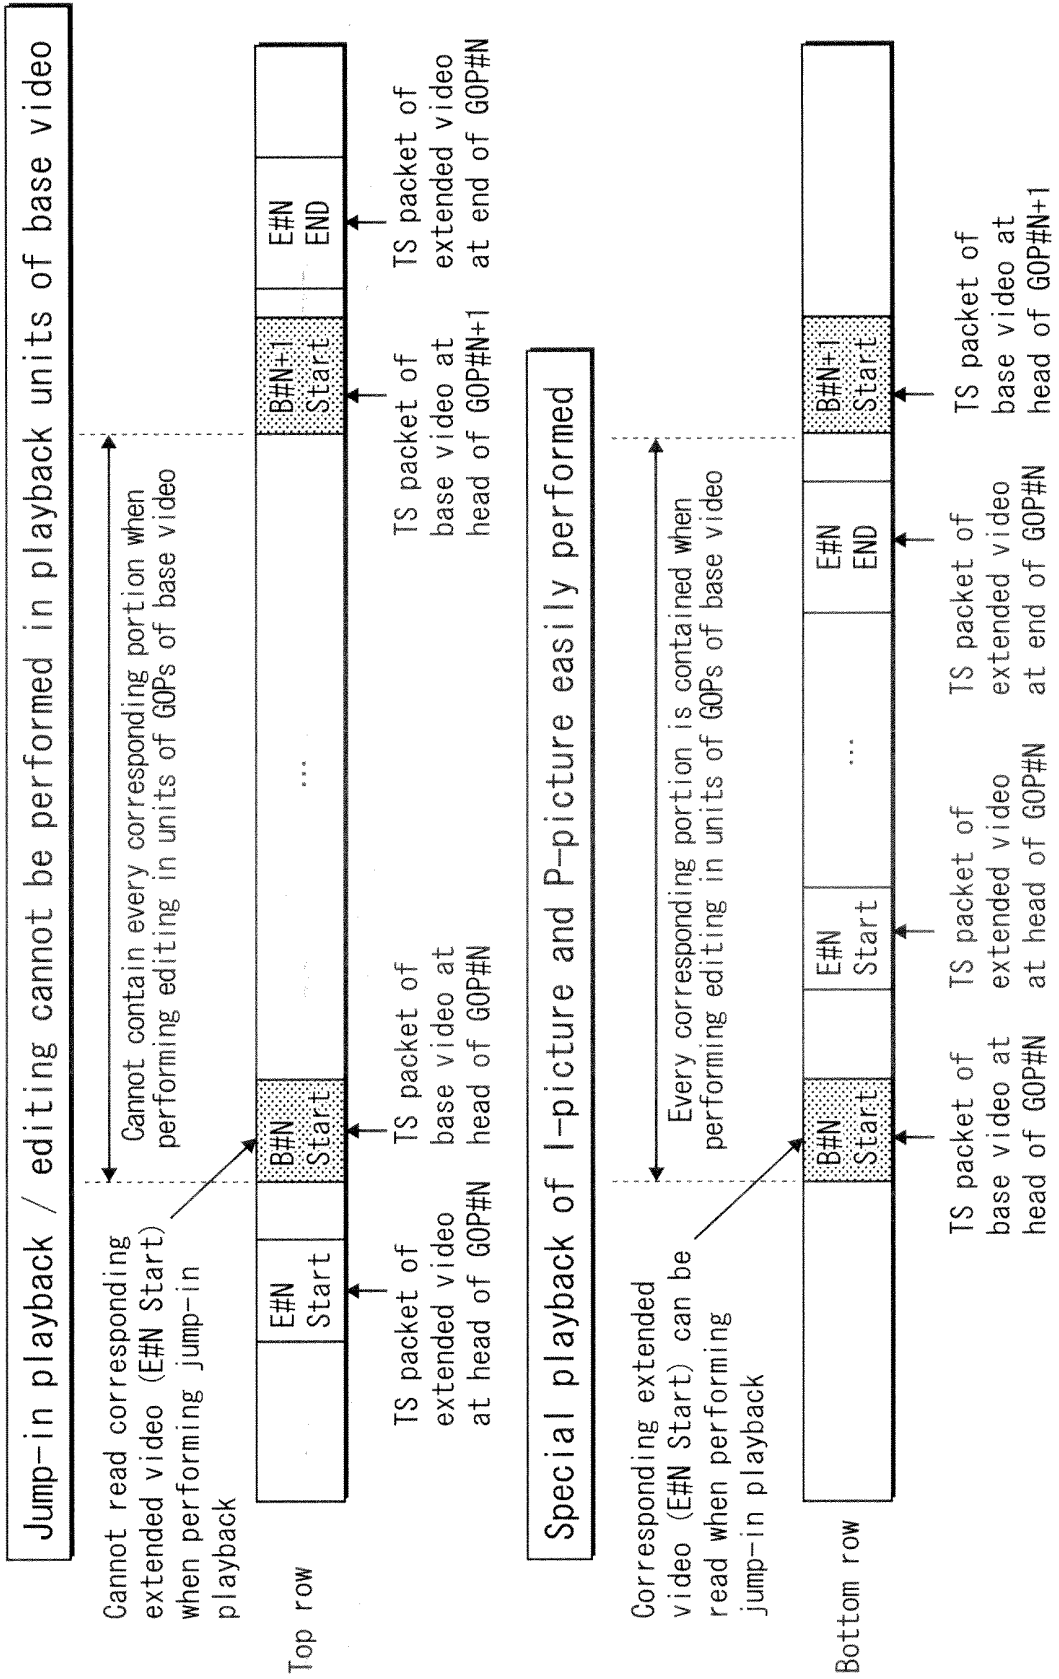 Jump-in playback / editing cannot be performed in playback units of base video
Cannot read corresponding
extended video (E#N Start)
when performing jump-in
playback
Cannot contain every corresponding portion when
performing editing in units of GOPs of base video
Top row
E#N
Start
B#N
Start
...
B#N+1
Start
E#N
END
TS packet of
extended video
at head of GOP#N
TS packet of
base video at
head of GOP#N
TS packet of
base video at
head of GOP#N+1
TS packet of
extended video
at end of GOP#N
Special playback of I-picture and P-picture easily performed
Corresponding extended
video (E#N Start) can be
read when performing
jump-in playback
Every corresponding portion is contained when
performing editing in units of GOPs of base video
Bottom row
B#N
Start
E#N
Start
...
E#N
END
B#N+1
Start
TS packet of
base video at
head of GOP#N
TS packet of
extended video
at head of GOP#N
TS packet of
extended video
at end of GOP#N
TS packet of
base video at
head of GOP#N+1